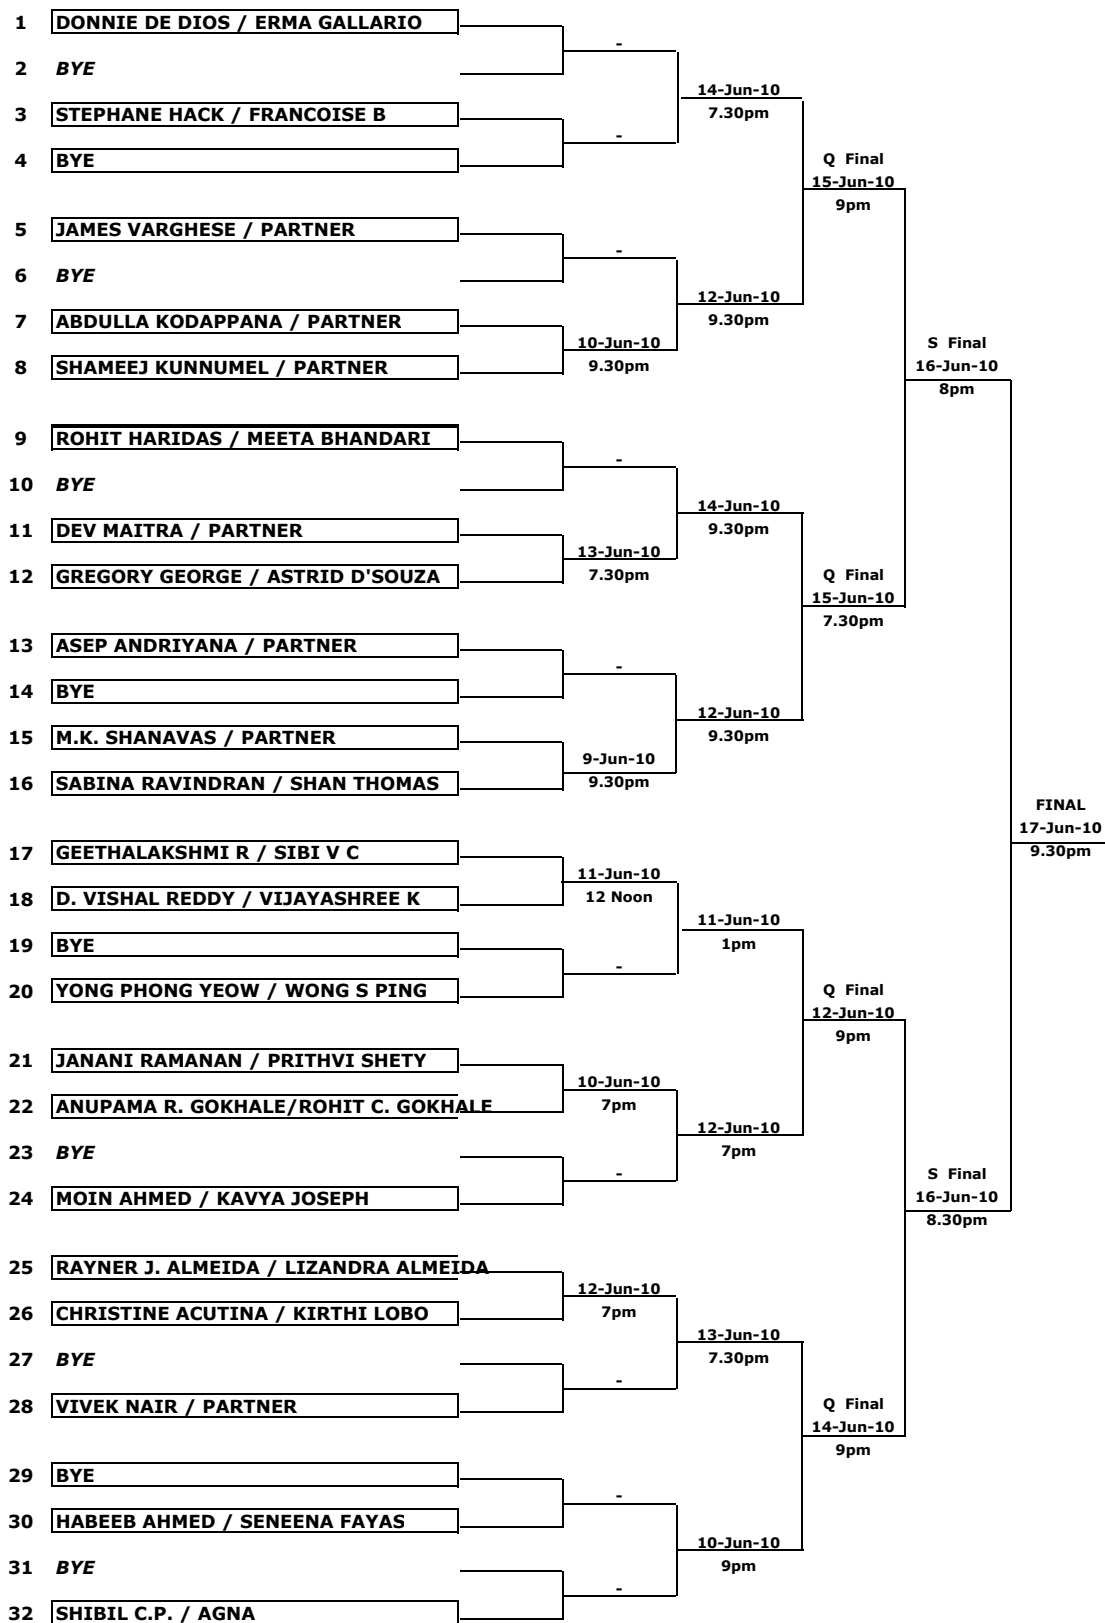 1 DONNIE DE DIOS / ERMA GALLARIO
-
2 BYE
14-Jun-10
7.30pm
3 STEPHANE HACK / FRANCOISE B
-
4 BYE
Q Final
15-Jun-10
9pm
5 JAMES VARGHESE / PARTNER
-
6 BYE
12-Jun-10
9.30pm
7 ABDULLA KODAPPANA / PARTNER
10-Jun-10
9.30pm
8 SHAMEEJ KUNNUMEL / PARTNER
S Final
16-Jun-10
8pm
9 ROHIT HARIDAS / MEETA BHANDARI
-
10 BYE
14-Jun-10
9.30pm
11 DEV MAITRA / PARTNER
13-Jun-10
7.30pm
12 GREGORY GEORGE / ASTRID D'SOUZA
Q Final
15-Jun-10
7.30pm
13 ASEP ANDRIYANA / PARTNER
-
14 BYE
12-Jun-10
9.30pm
15 M.K. SHANAVAS / PARTNER
9-Jun-10
9.30pm
16 SABINA RAVINDRAN / SHAN THOMAS
FINAL
17-Jun-10
9.30pm
17 GEETHALAKSHMI R / SIBI V C
11-Jun-10
12 Noon
18 D. VISHAL REDDY / VIJAYASHREE K
11-Jun-10
1pm
19 BYE
-
20 YONG PHONG YEOW / WONG S PING
Q Final
12-Jun-10
9pm
21 JANANI RAMANAN / PRITHVI SHETY
10-Jun-10
7pm
22 ANUPAMA R. GOKHALE/ROHIT C. GOKHALE
12-Jun-10
7pm
23 BYE
-
24 MOIN AHMED / KAVYA JOSEPH
S Final
16-Jun-10
8.30pm
25 RAYNER J. ALMEIDA / LIZANDRA ALMEIDA
12-Jun-10
7pm
26 CHRISTINE ACUTINA / KIRTHI LOBO
13-Jun-10
7.30pm
27 BYE
-
28 VIVEK NAIR / PARTNER
Q Final
14-Jun-10
9pm
29 BYE
-
30 HABEEB AHMED / SENEENA FAYAS
10-Jun-10
9pm
31 BYE
-
32 SHIBIL C.P. / AGNA